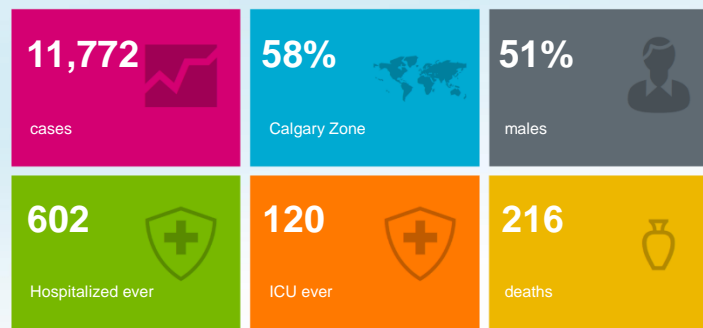 11,772
cases
58%
Calgary Zone
51%
males
602
Hospitalized ever
120
ICU ever
216
deaths